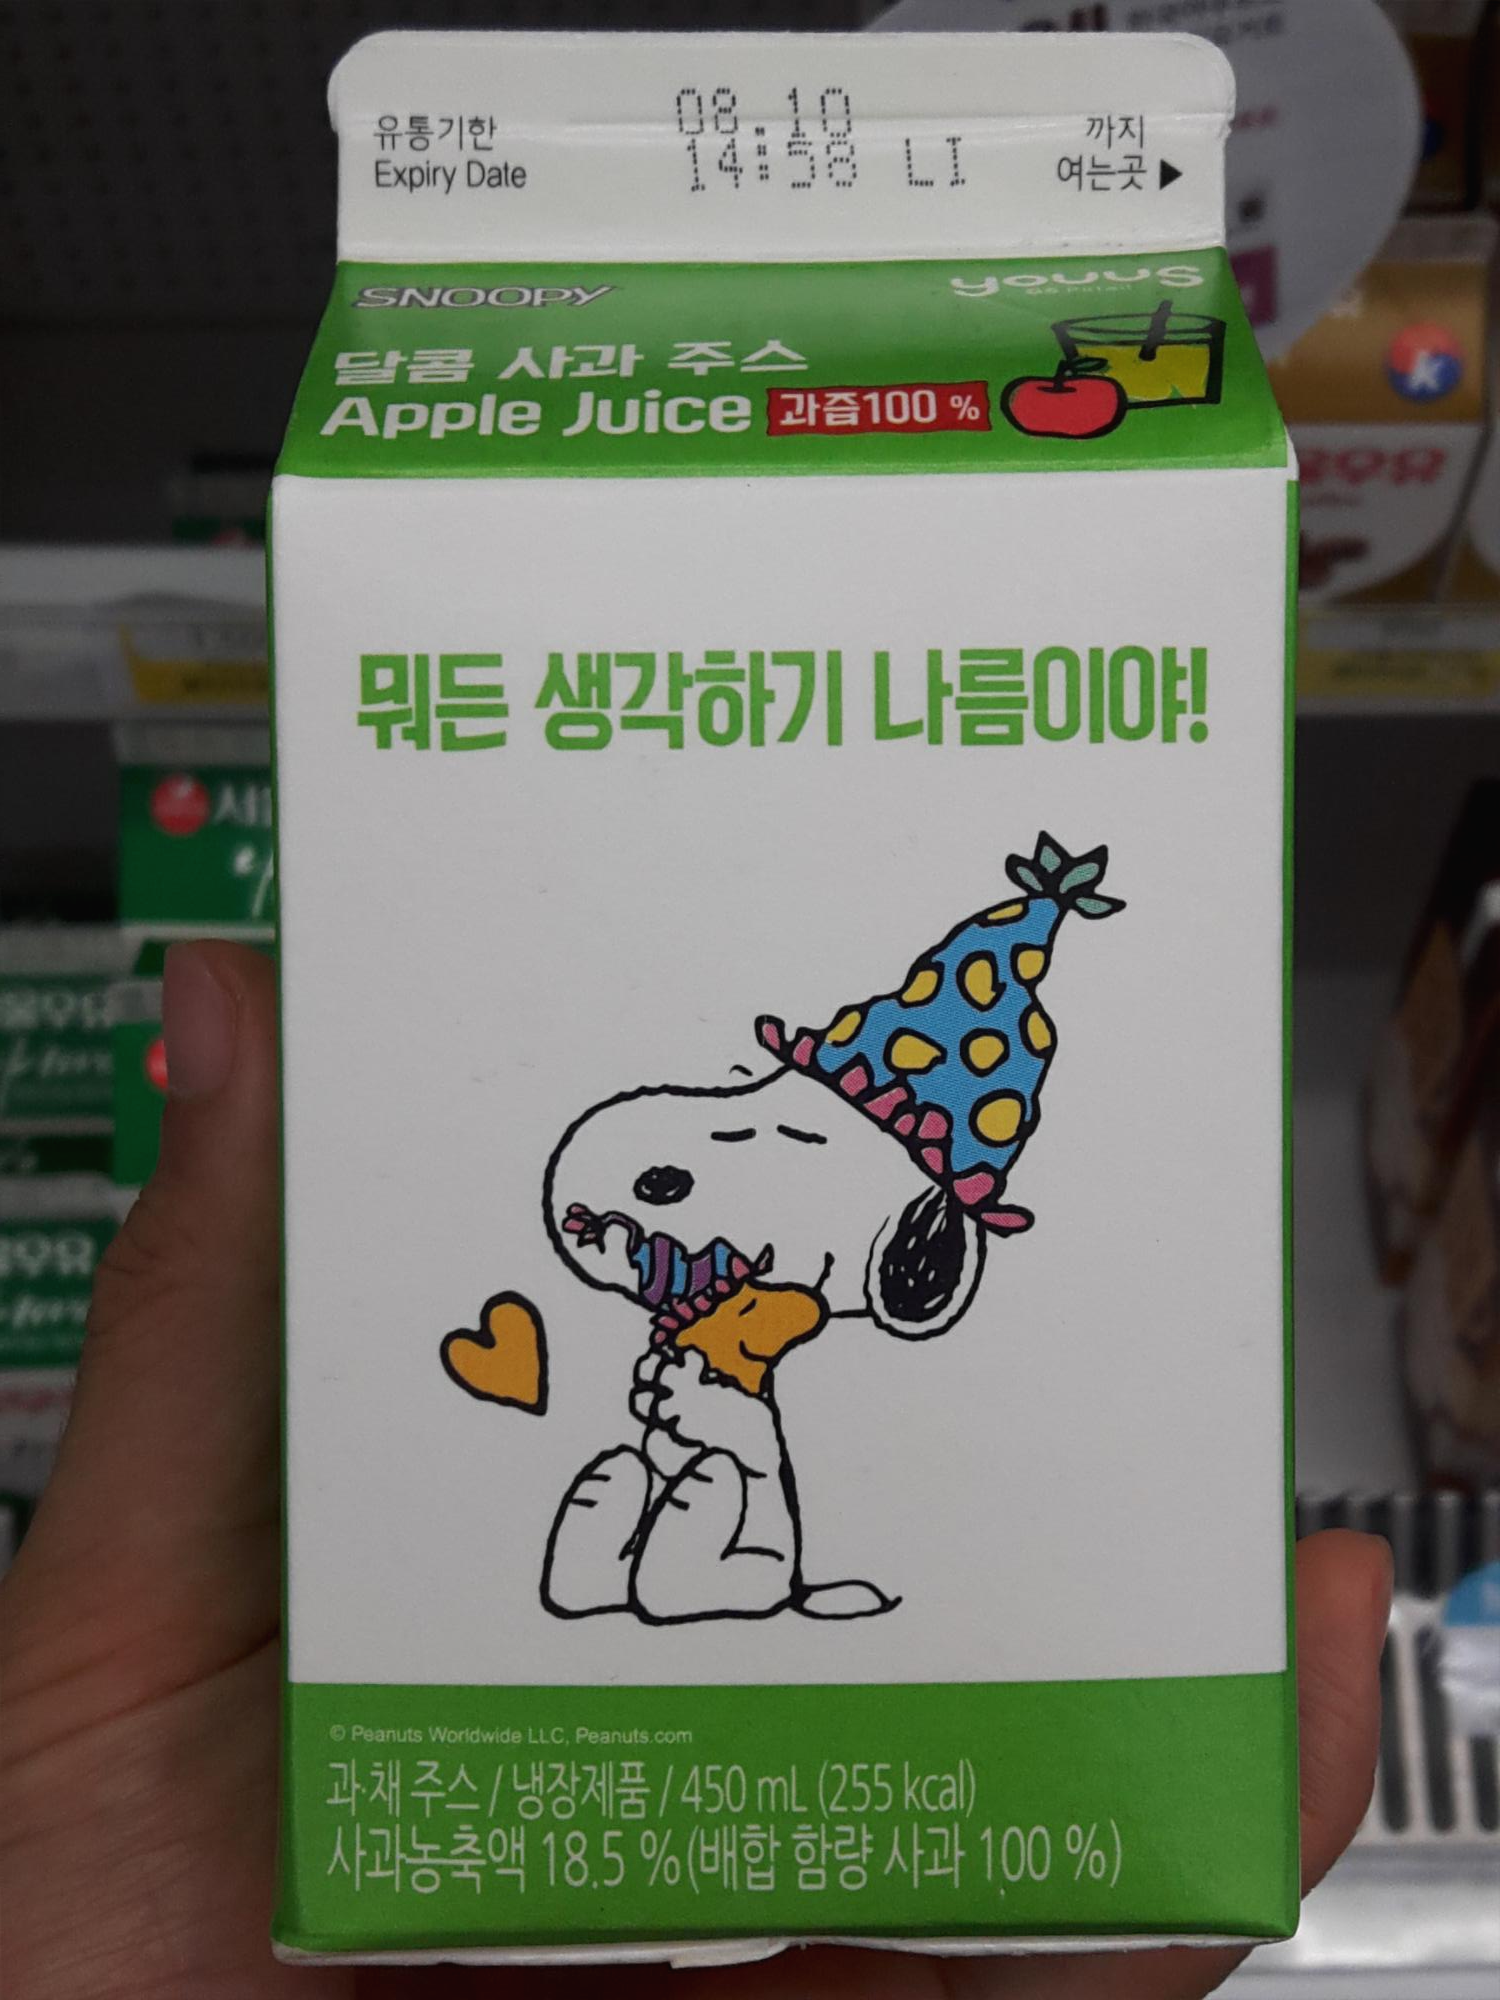 유통기한 08.10 까지
Expiry Date 14:58 LI 여는곳▶
SNOOPY youus
달콤 사과 주스
Apple Juice 과즙100 %
뭐든 생각하기 나름이야!
© Peanuts Worldwide LLC, Peanuts.com
과·채 주스 / 냉장제품 / 450 mL (255 kcal)
사과농축액 18.5 % (배합 함량 사과 100 %)